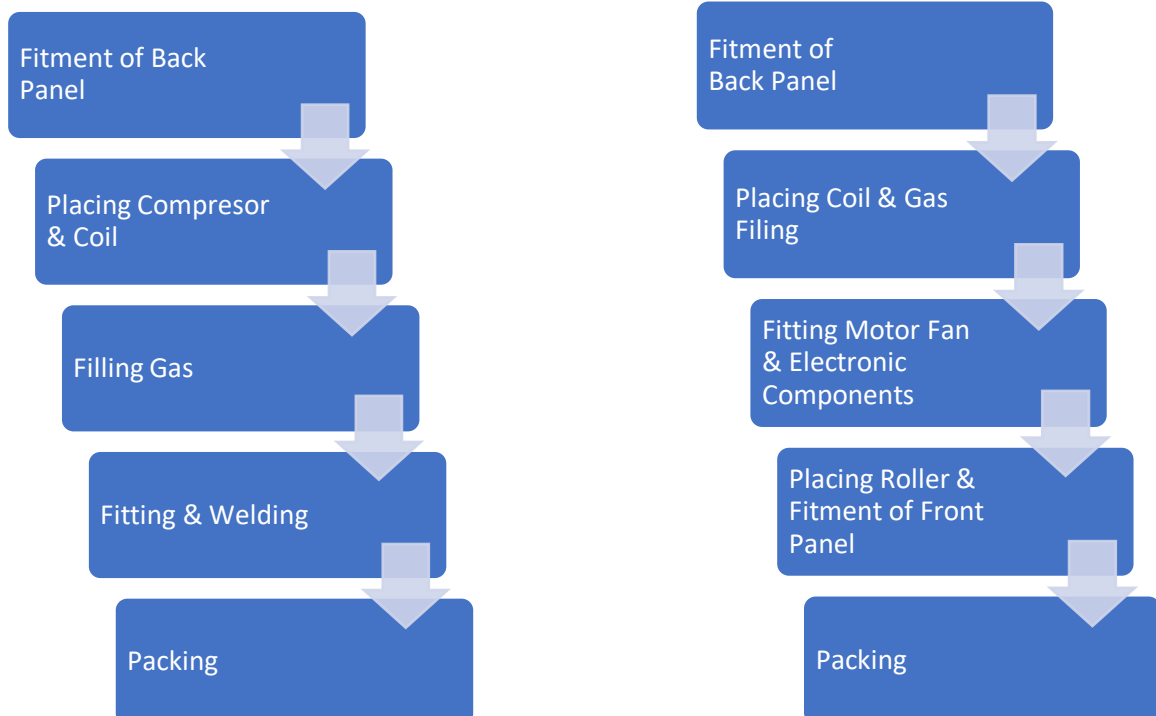 Fitment of Back
Panel
Placing Compresor
& Coil
Filling Gas
Fitting & Welding
Packing
Fitment of
Back Panel
Placing Coil & Gas
Filing
Fitting Motor Fan
& Electronic
Components
Placing Roller &
Fitment of Front
Panel
Packing